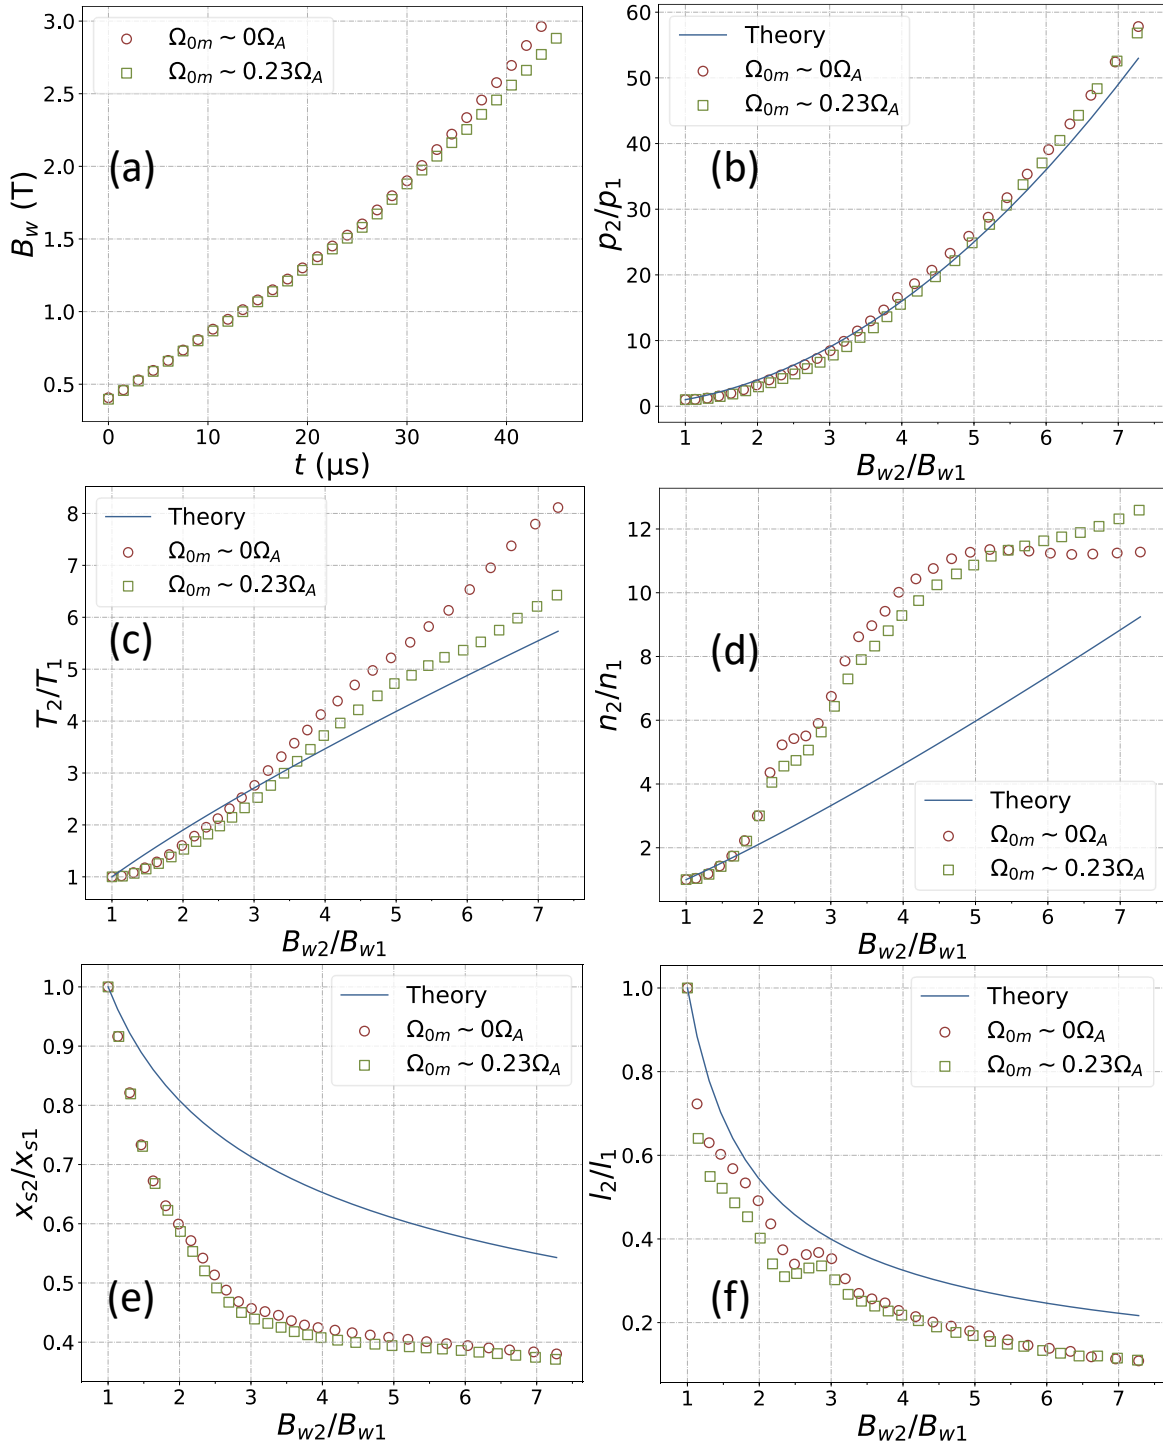 3.0
2.5
2.0
1.5
1.0
0.5
0
10
20
30
40
B_w (T)
t (μs)
Ω_0m ~ 0Ω_A
Ω_0m ~ 0.23Ω_A
(a)
60
50
40
30
20
10
0
1
2
3
4
5
6
7
p_2/p_1
B_w2/B_w1
Theory
Ω_0m ~ 0Ω_A
Ω_0m ~ 0.23Ω_A
(b)
8
7
6
5
4
3
2
1
1
2
3
4
5
6
7
T_2/T_1
B_w2/B_w1
Theory
Ω_0m ~ 0Ω_A
Ω_0m ~ 0.23Ω_A
(c)
12
10
8
6
4
2
1
2
3
4
5
6
7
n_2/n_1
B_w2/B_w1
(d)
Theory
Ω_0m ~ 0Ω_A
Ω_0m ~ 0.23Ω_A
1.0
0.9
0.8
0.7
0.6
0.5
0.4
1
2
3
4
5
6
7
x_s2/x_s1
B_w2/B_w1
Theory
Ω_0m ~ 0Ω_A
Ω_0m ~ 0.23Ω_A
(e)
1.0
0.8
0.6
0.4
0.2
1
2
3
4
5
6
7
l_2/l_1
B_w2/B_w1
Theory
Ω_0m ~ 0Ω_A
Ω_0m ~ 0.23Ω_A
(f)